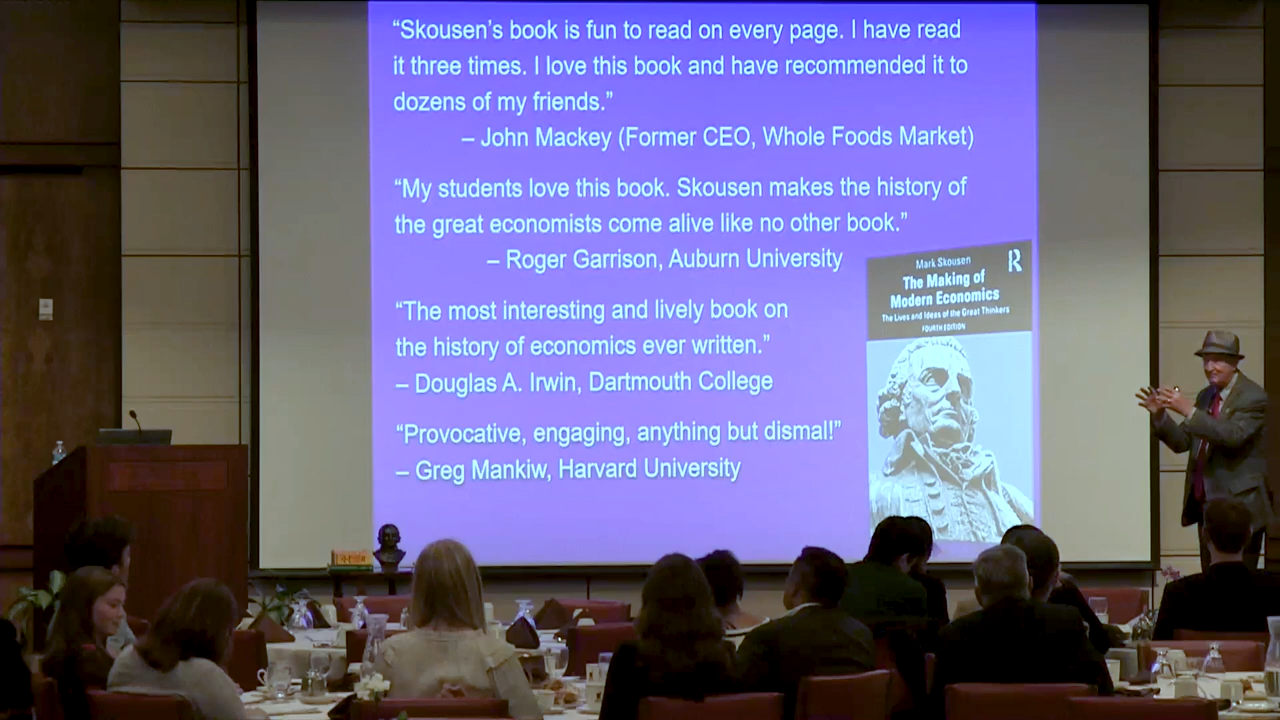 “Skousen’s book is fun to read on every page. I have read
it three times. I love this book and have recommended it to
dozens of my friends.”
– John Mackey (Former CEO, Whole Foods Market)
“My students love this book. Skousen makes the history of
the great economists come alive like no other book.”
– Roger Garrison, Auburn University
“The most interesting and lively book on
the history of economics ever written.”
– Douglas A. Irwin, Dartmouth College
“Provocative, engaging, anything but dismal!”
– Greg Mankiw, Harvard University
Mark Skousen
R
The Making of
Modern Economics
The Lives and Ideas of the Great Thinkers
FOURTH EDITION